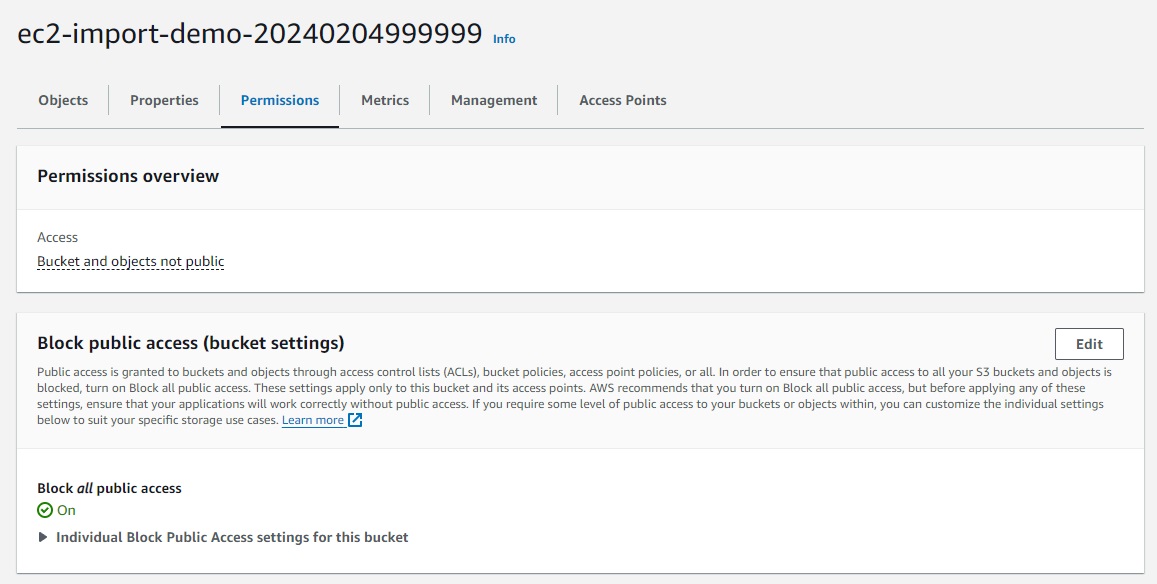 ec2-import-demo-20240204999999 Info
Objects Properties Permissions Metrics Management Access Points
Permissions overview
Access
Bucket and objects not public
Block public access (bucket settings)
Edit
Public access is granted to buckets and objects through access control lists (ACLs), bucket policies, access point policies, or all. In order to ensure that public access to all your S3 buckets and objects is
blocked, turn on Block all public access. These settings apply only to this bucket and its access points. AWS recommends that you turn on Block all public access, but before applying any of these
settings, ensure that your applications will work correctly without public access. If you require some level of public access to your buckets or objects within, you can customize the individual settings
below to suit your specific storage use cases. Learn more
Block all public access
On
Individual Block Public Access settings for this bucket